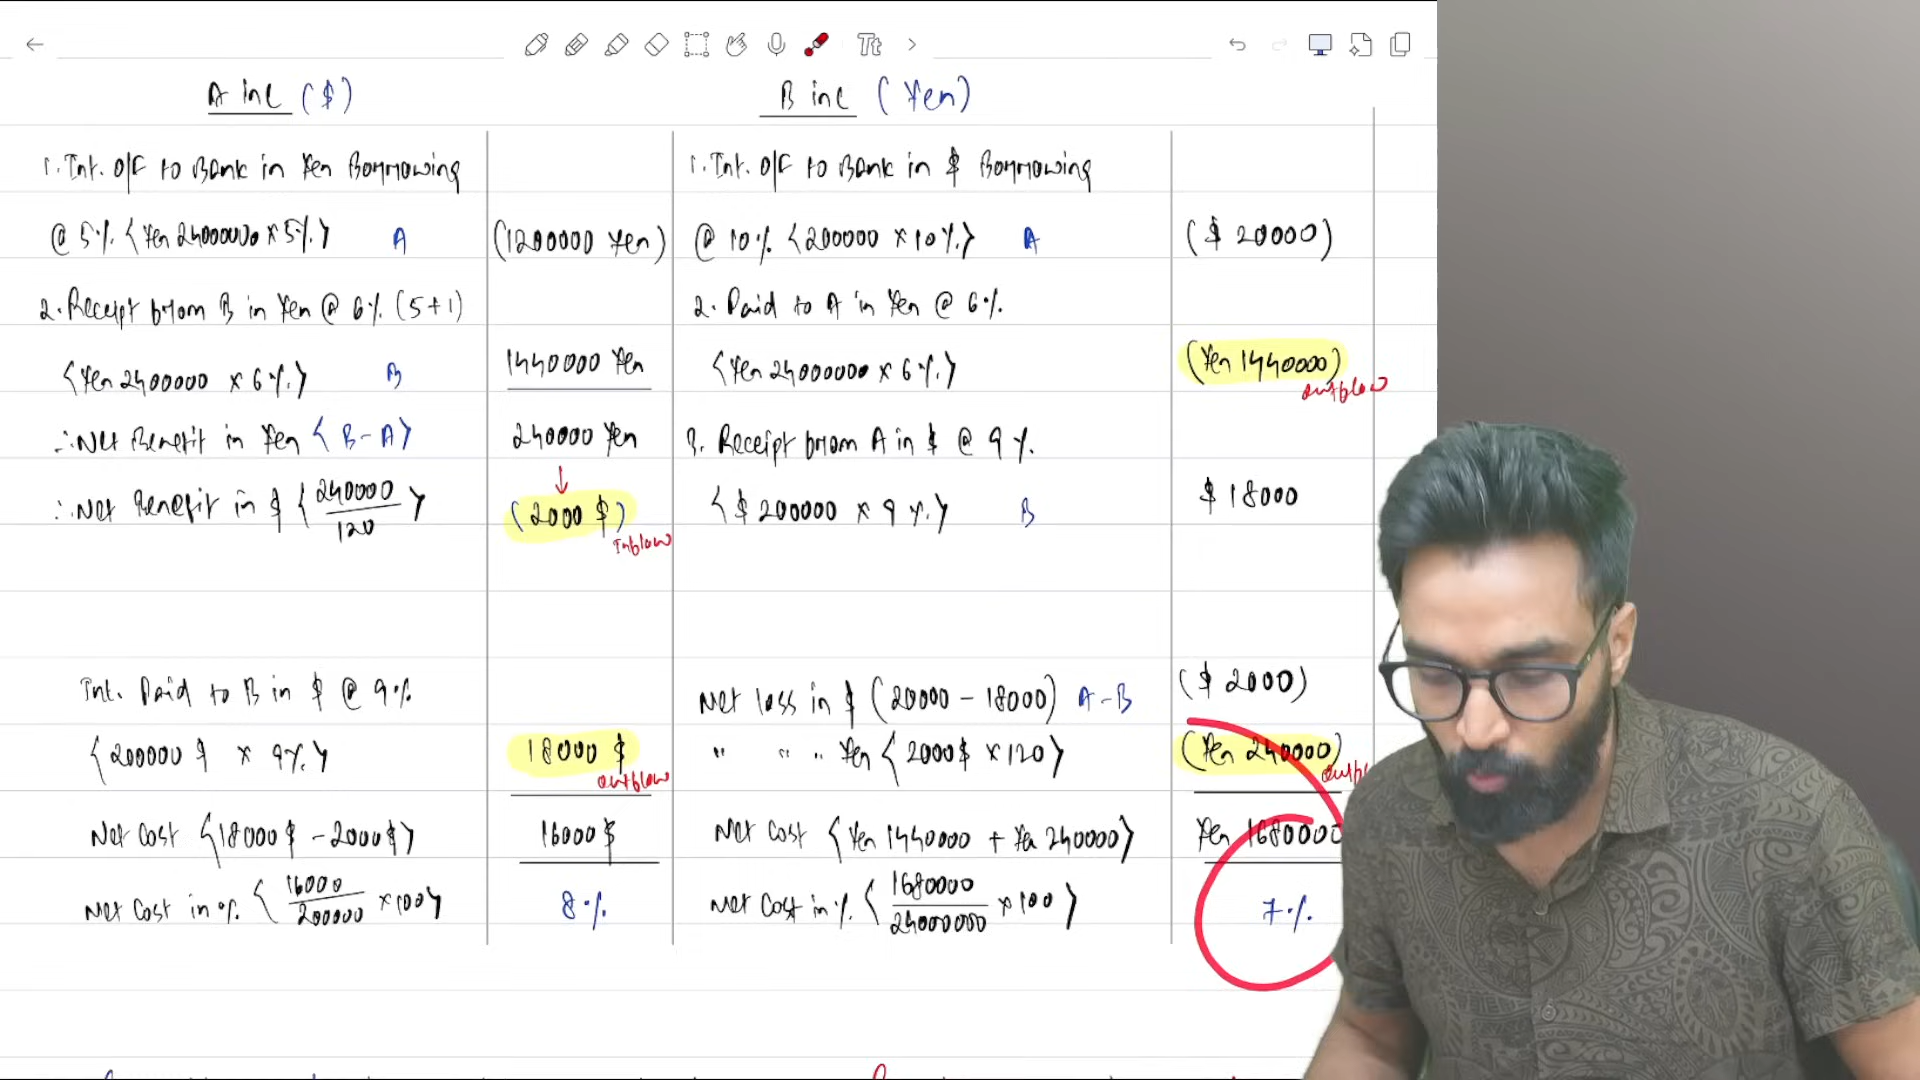 Tt
A inc ($)
1. Int. O/F to Bank in Yen Borrowing
@ 5% <Yen 24000000 x 5%> A (1200000 Yen)
2. Receipt from B in Yen @ 6% (5+1)
<Yen 2400000 x 6%> B 1440000 Yen
∴ Net Benefit in Yen <B-A> 240000 Yen
∴ Net Benefit in $ <240000/120> (2000 $)
Inflow
Int. Paid to B in $ @ 9%
<200000 $ x 9%> 18000 $
outflow
Net Cost <18000 $ - 2000 $> 16000 $
Net Cost in % <16000/200000 x 100> 8%
B inc (Yen)
1. Int. O/F to Bank in $ Borrowing
@ 10% <200000 x 10%> A ($ 20000)
2. Paid to A in Yen @ 6%
<Yen 24000000 x 6%> (Yen 1440000)
outflow
3. Receipt from A in $ @ 9%
<$ 200000 x 9%> B $ 18000
Net loss in $ (20000 - 18000) A-B ($ 2000)
" " " Yen <2000$ x 120> (Yen 240000)
Net Cost <Yen 1440000 + Yen 240000> Yen 1680000
Net Cost in % <1680000/24000000 x 100> 7%